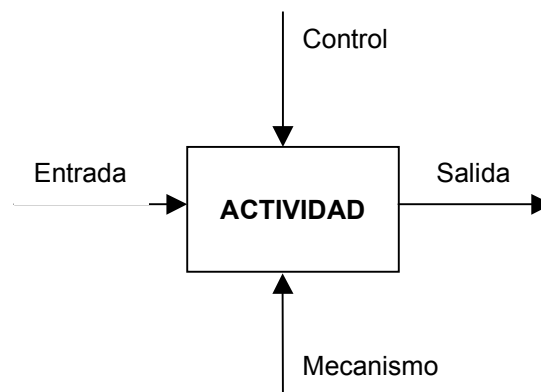 Control
Entrada
Salida
ACTIVIDAD
Mecanismo